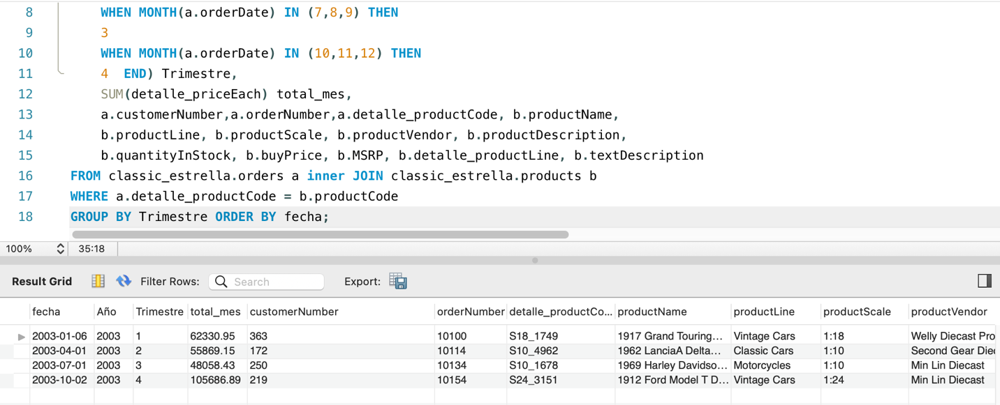 8 WHEN MONTH(a.orderDate) IN (7,8,9) THEN
9 3
10 WHEN MONTH(a.orderDate) IN (10,11,12) THEN
11 4 END) Trimestre,
12 SUM(detalle_priceEach) total_mes,
13 a.customerNumber,a.orderNumber,a.detalle_productCode, b.productName,
14 b.productLine, b.productScale, b.productVendor, b.productDescription,
15 b.quantityInStock, b.buyPrice, b.MSRP, b.detalle_productLine, b.textDescription
16 FROM classic_estrella.orders a inner JOIN classic_estrella.products b
17 WHERE a.detalle_productCode = b.productCode
18 GROUP BY Trimestre ORDER BY fecha;
100% 35:18
Result Grid Filter Rows: Search Export:
fecha Año Trimestre total_mes customerNumber orderNumber detalle_productCo... productName productLine productScale productVendor
2003-01-06 2003 1 62330.95 363 10100 S18_1749 1917 Grand Touring... Vintage Cars 1:18 Welly Diecast Pro
2003-04-01 2003 2 55869.15 172 10114 S10_4962 1962 LanciaA Delta... Classic Cars 1:10 Second Gear Die
2003-07-01 2003 3 48058.43 250 10134 S10_1678 1969 Harley Davidso... Motorcycles 1:10 Min Lin Diecast
2003-10-02 2003 4 105686.89 219 10154 S24_3151 1912 Ford Model T D... Vintage Cars 1:24 Min Lin Diecast